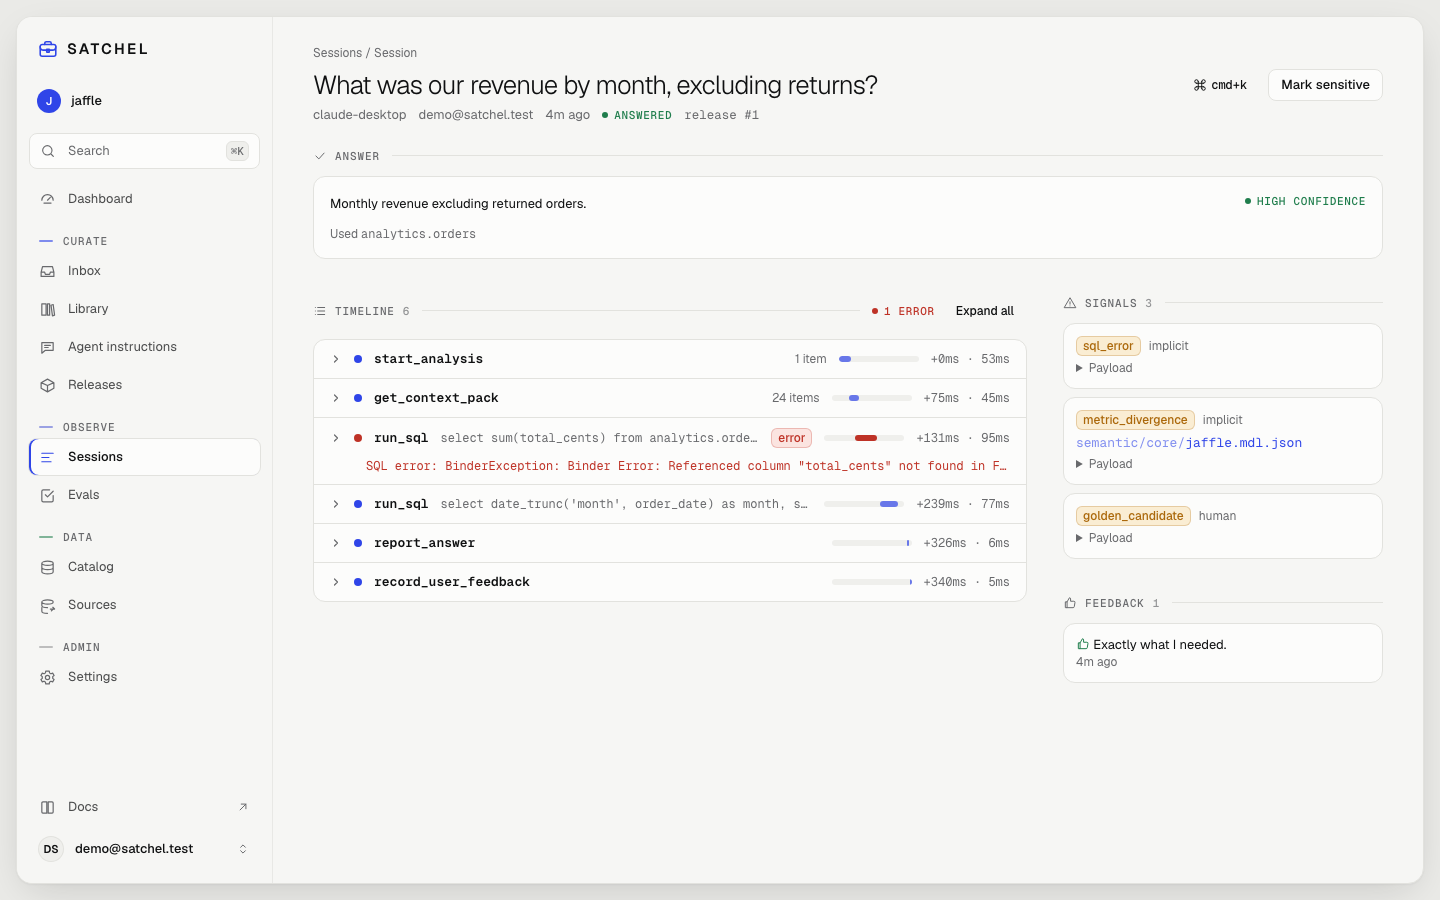 SATCHEL
J jaffle
Search ⌘K
Dashboard
CURATE
Inbox
Library
Agent instructions
Releases
OBSERVE
Sessions
Evals
DATA
Catalog
Sources
ADMIN
Settings
Docs
DS demo@satchel.test
Sessions / Session
What was our revenue by month, excluding returns?
⌘ cmd+k Mark sensitive
claude-desktop demo@satchel.test 4m ago ANSWERED release #1
ANSWER
Monthly revenue excluding returned orders.
HIGH CONFIDENCE
Used analytics.orders
TIMELINE 6 1 ERROR Expand all
start_analysis 1 item +0ms · 53ms
get_context_pack 24 items +75ms · 45ms
run_sql select sum(total_cents) from analytics.orde… error +131ms · 95ms
SQL error: BinderException: Binder Error: Referenced column "total_cents" not found in F…
run_sql select date_trunc('month', order_date) as month, s… +239ms · 77ms
report_answer +326ms · 6ms
record_user_feedback +340ms · 5ms
SIGNALS 3
sql_error implicit
Payload
metric_divergence implicit
semantic/core/jaffle.mdl.json
Payload
golden_candidate human
Payload
FEEDBACK 1
Exactly what I needed.
4m ago